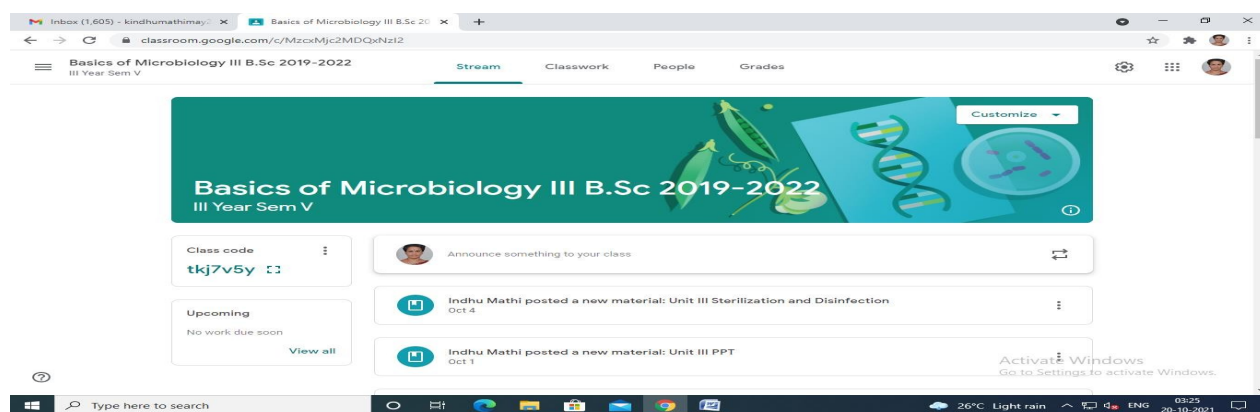 Inbox (1,605) - kindhumathimay2
Basics of Microbiology III B.Sc 20
classroom.google.com/c/MzcxMjc2MDQxNzI2
Basics of Microbiology III B.Sc 2019-2022
III Year Sem V
Stream
Classwork
People
Grades
Customize
Basics of Microbiology III B.Sc 2019-2022
III Year Sem V
Class code
tkj7v5y
Announce something to your class
Indhu Mathi posted a new material: Unit III Sterilization and Disinfection
Oct 4
Upcoming
No work due soon
View all
Indhu Mathi posted a new material: Unit III PPT
Oct 1
Activate Windows
Go to Settings to activate Windows.
Type here to search
26°C Light rain
ENG
03:25
20-10-2021